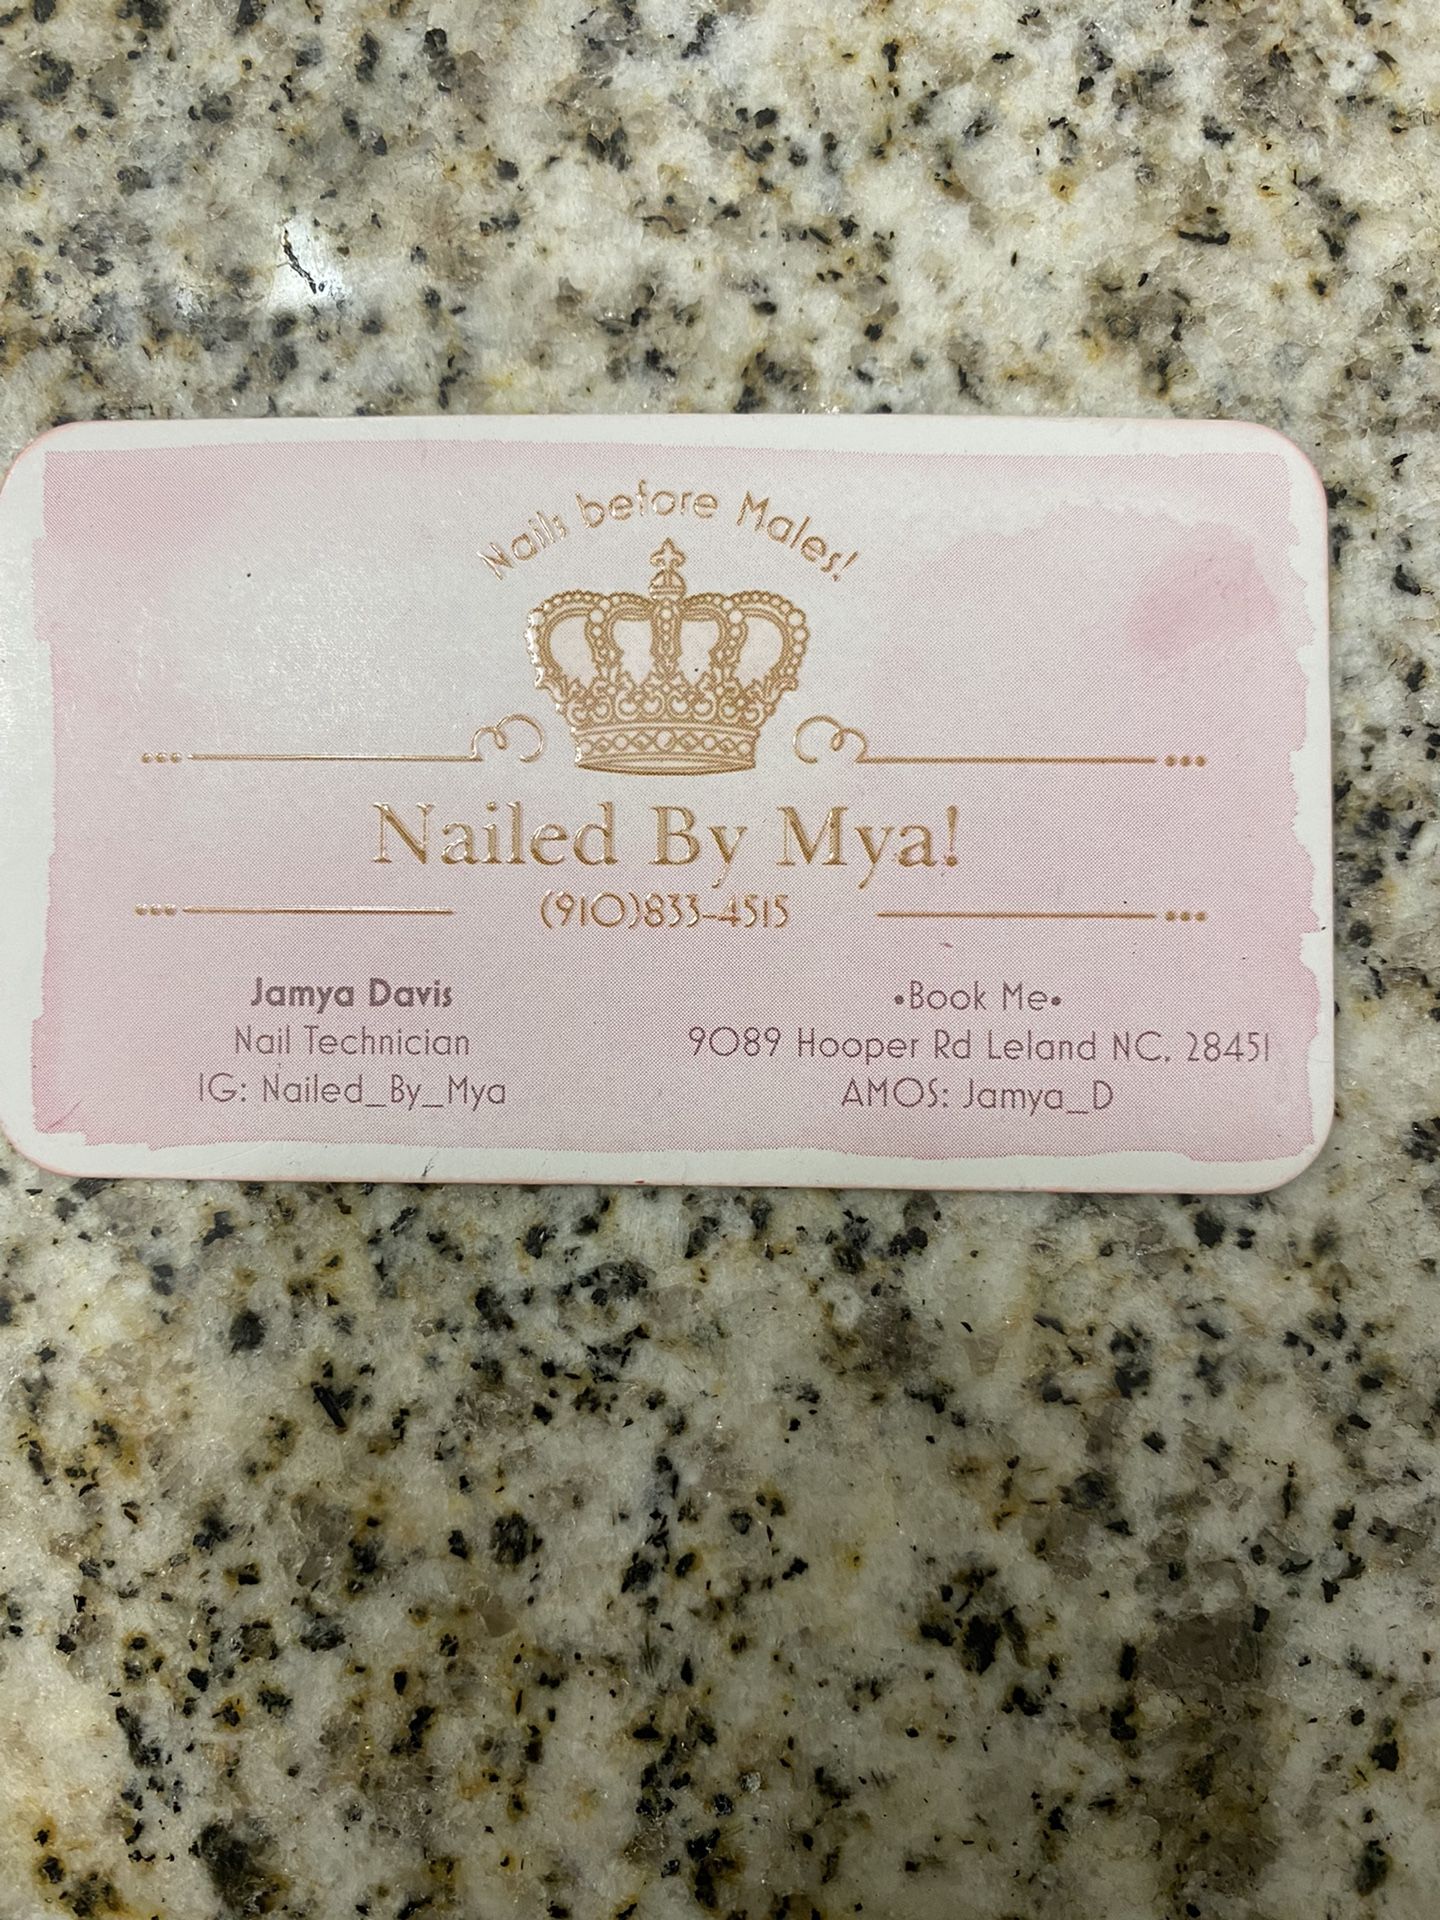 Nails before Males!
Nailed By Mya!
(910)833-4515
Jamya Davis
Nail Technician
IG: Nailed_By_Mya
•Book Me•
9089 Hooper Rd Leland NC, 28451
AMOS: Jamya_D